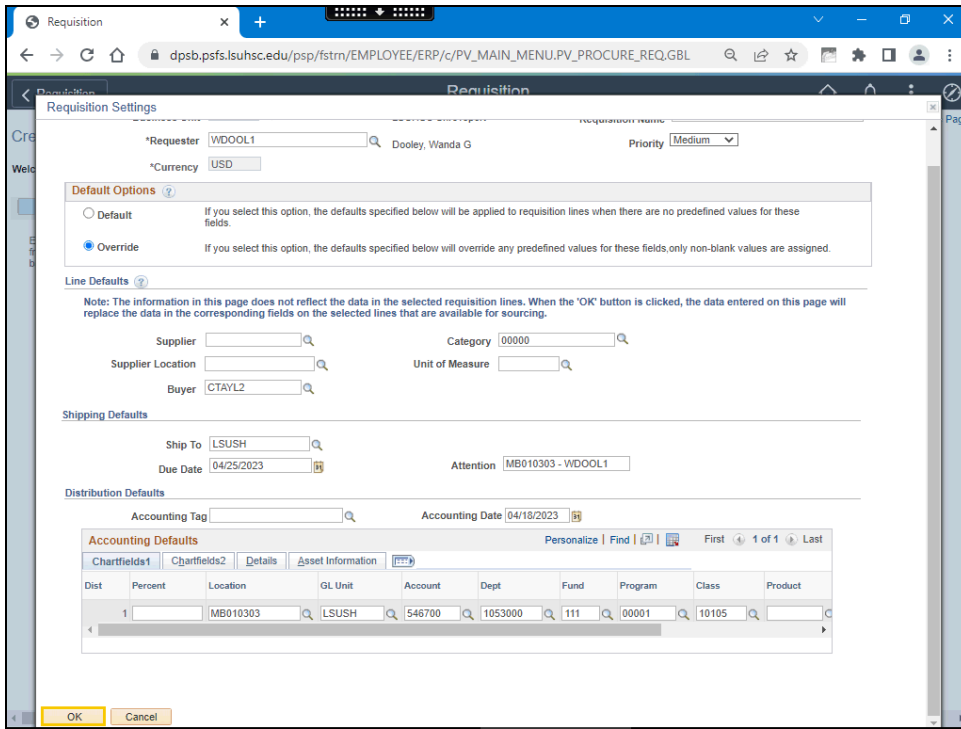 Requisition
dpsb.psfs.lsuhsc.edu/psp/fstrn/EMPLOYEE/ERP/c/PV_MAIN_MENU.PV_PROCURE_REQ.GBL
Requisition
Requisition Settings
Cre
Pag
*Requester WDOOL1 Dooley, Wanda G Priority Medium
Welc
*Currency USD
Default Options
Default If you select this option, the defaults specified below will be applied to requisition lines when there are no predefined values for these
fields.
Override If you select this option, the defaults specified below will override any predefined values for these fields,only non-blank values are assigned.
Line Defaults
Note: The information in this page does not reflect the data in the selected requisition lines. When the 'OK' button is clicked, the data entered on this page will
replace the data in the corresponding fields on the selected lines that are available for sourcing.
Supplier Category 00000
Supplier Location Unit of Measure
Buyer CTAYL2
Shipping Defaults
Ship To LSUSH
Due Date 04/25/2023 Attention MB010303 - WDOOL1
Distribution Defaults
Accounting Tag Accounting Date 04/18/2023
Accounting Defaults Personalize | Find | | First 1 of 1 Last
Chartfields1 Chartfields2 Details Asset Information
Dist Percent Location GL Unit Account Dept Fund Program Class Product
1 MB010303 LSUSH 546700 1053000 111 00001 10105
OK Cancel